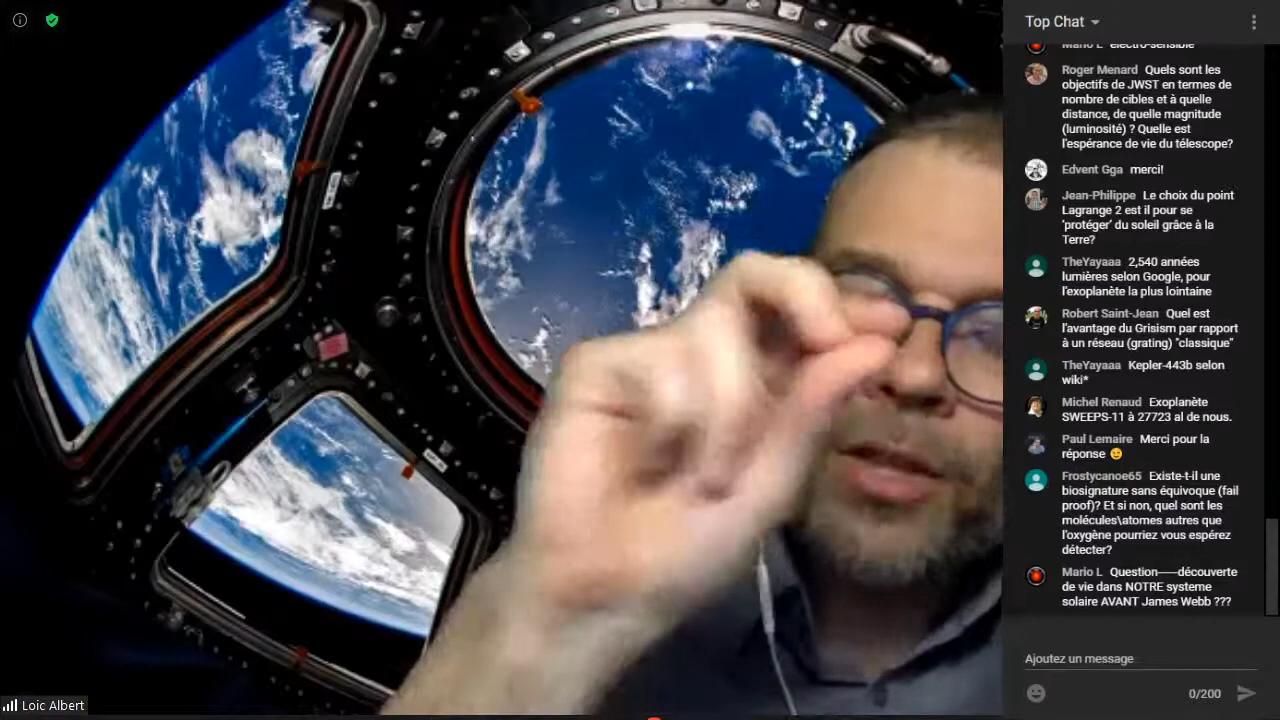 Top Chat
Mario L électro-sensible
Roger Menard Quels sont les
objectifs de JWST en termes de
nombre de cibles et à quelle
distance, de quelle magnitude
(luminosité) ? Quelle est
l'espérance de vie du télescope?
Edvent Gga merci!
Jean-Philippe Le choix du point
Lagrange 2 est il pour se
'protéger' du soleil grâce à la
Terre?
TheYayaaa 2,540 années
lumières selon Google, pour
l'exoplanète la plus lointaine
Robert Saint-Jean Quel est
l'avantage du Grisism par rapport
à un réseau (grating) "classique"
TheYayaaa Kepler-443b selon
wiki*
Michel Renaud Exoplanète
SWEEPS-11 à 27723 al de nous.
Paul Lemaire Merci pour la
réponse 😊
Frostycanoe65 Existe-t-il une
biosignature sans équivoque (fail
proof)? Et si non, quel sont les
molécules\atomes autres que
l'oxygène pourriez vous espérez
détecter?
Mario L Question-----découverte
de vie dans NOTRE systeme
solaire AVANT James Webb ???
Ajoutez un message
0/200
Loic Albert